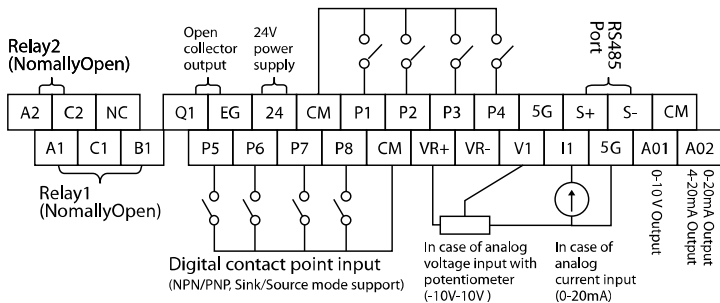 Relay2
(NomallyOpen)
Open
collector
output
24V
power
supply
RS485
Port
A2 C2 NC
Q1 EG 24 CM P1 P2 P3 P4 5G S+ S- CM
A1 C1 B1
P5 P6 P7 P8 CM VR+ VR- V1 I1 5G A01 A02
Relay1
(NomallyOpen)
Digital contact point input
(NPN/PNP, Sink/Source mode support)
In case of analog
voltage input with
potentiometer
(-10V-10V )
In case of
analog
current input
(0-20mA)
0-10 V Output
0-20mA Output
4-20mA Output